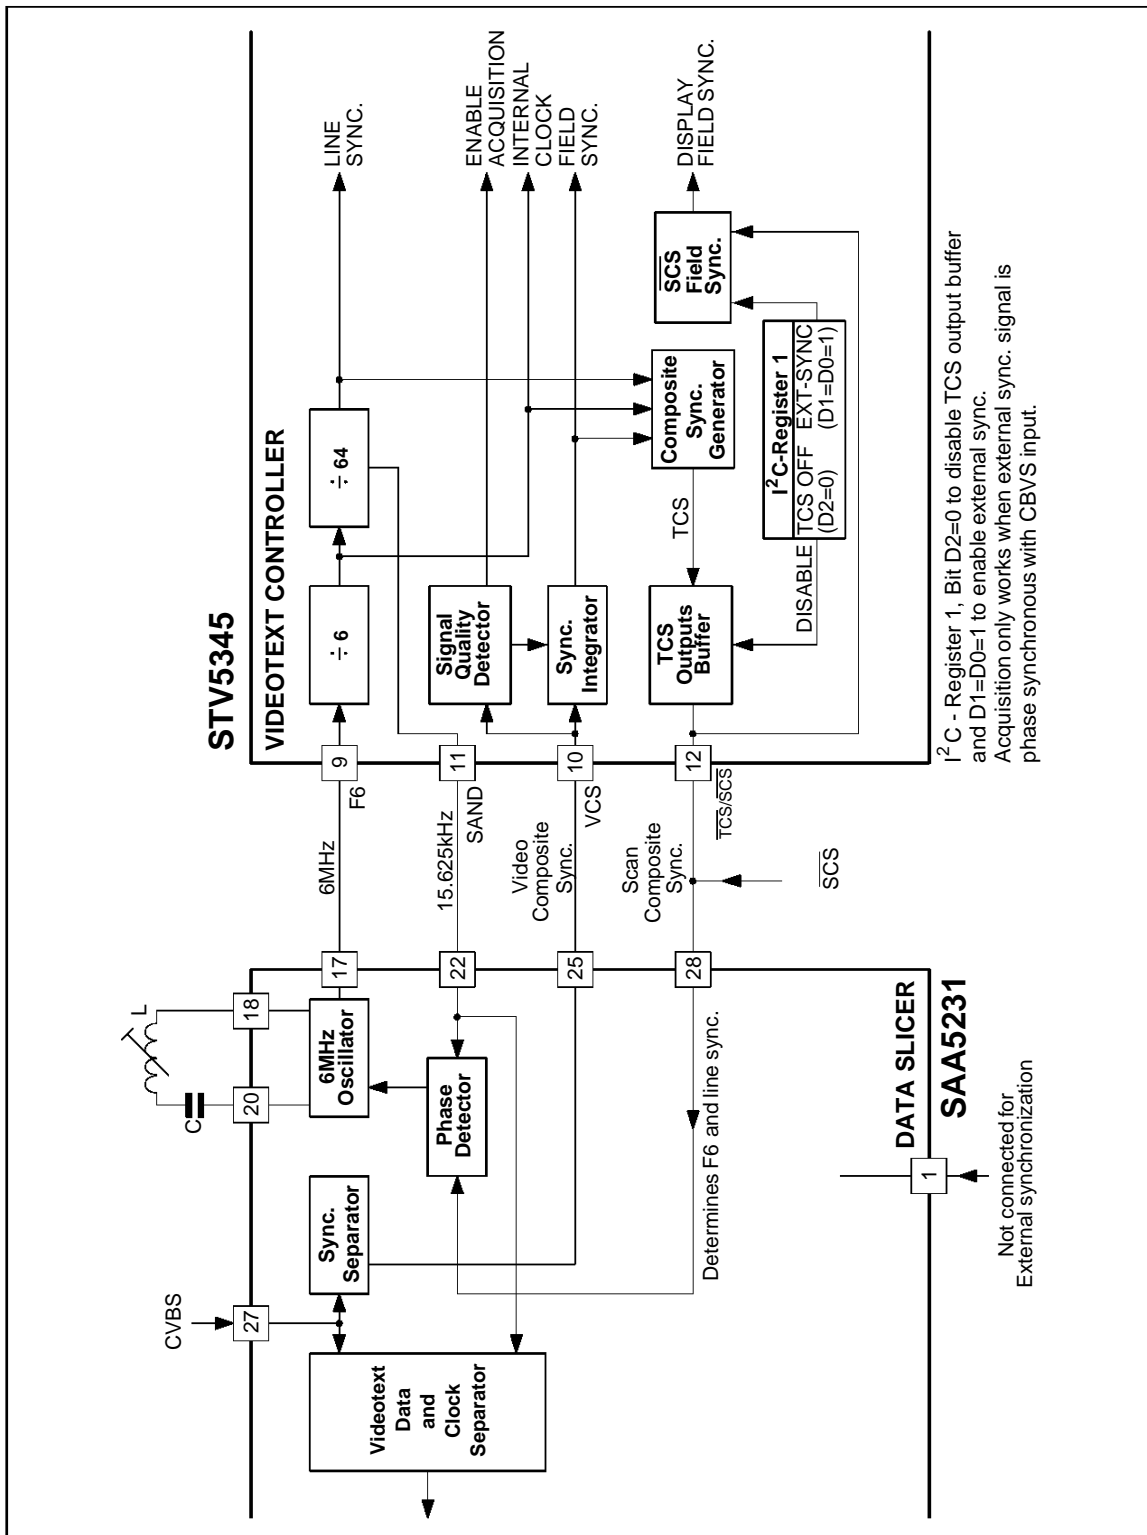 STV5345
VIDEOTEXT CONTROLLER
LINE
SYNC.
ENABLE
ACQUISITION
INTERNAL
CLOCK
FIELD
SYNC.
DISPLAY
FIELD SYNC.
÷ 6
÷ 64
Signal
Quality
Detector
Sync.
Integrator
Composite
Sync.
Generator
SCS
Field
Sync.
TCS
TCS
Outputs
Buffer
DISABLE
I2C-Register 1
TCS OFF
(D2=0)
EXT-SYNC
(D1=D0=1)
9
11
10
12
F6
SAND
VCS
TCS/SCS
6MHz
15.625kHz
Video
Composite
Sync.
Scan
Composite
Sync.
SCS
17
22
25
28
L
C
18
20
6MHz
Oscillator
Phase
Detector
Sync.
Separator
CVBS
27
Videotext
Data
and
Clock
Separator
Determines F6 and line sync.
DATA SLICER
SAA5231
1
Not connected for
External synchronization
I2C - Register 1, Bit D2=0 to disable TCS output buffer
and D1=D0=1 to enable external sync.
Acquisition only works when external sync. signal is
phase synchronous with CBVS input.